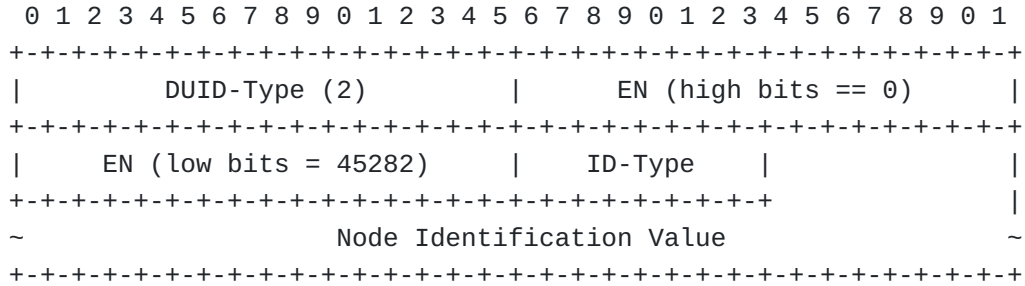 0 1 2 3 4 5 6 7 8 9 0 1 2 3 4 5 6 7 8 9 0 1 2 3 4 5 6 7 8 9 0 1
+-+-+-+-+-+-+-+-+-+-+-+-+-+-+-+-+-+-+-+-+-+-+-+-+-+-+-+-+-+-+-+-+
|         DUID-Type (2)         |      EN (high bits == 0)      |
+-+-+-+-+-+-+-+-+-+-+-+-+-+-+-+-+-+-+-+-+-+-+-+-+-+-+-+-+-+-+-+-+
|     EN (low bits = 45282)     |    ID-Type    |               |
+-+-+-+-+-+-+-+-+-+-+-+-+-+-+-+-+-+-+-+-+-+-+-+-+               |
~                    Node Identification Value                  ~
+-+-+-+-+-+-+-+-+-+-+-+-+-+-+-+-+-+-+-+-+-+-+-+-+-+-+-+-+-+-+-+-+